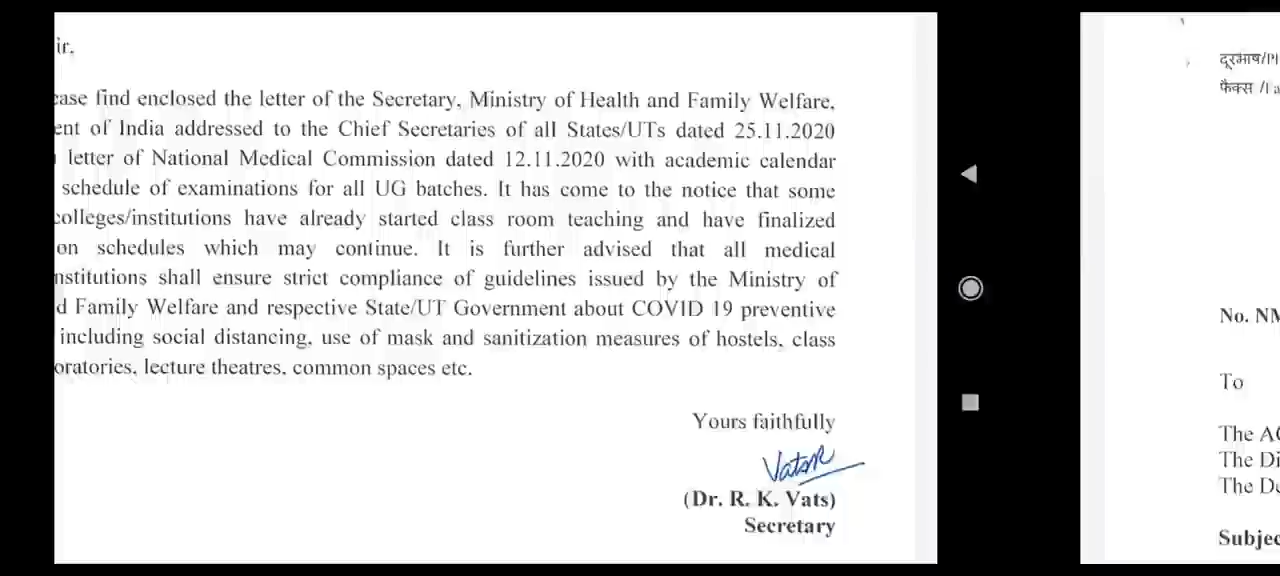 ir,
ease find enclosed the letter of the Secretary, Ministry of Health and Family Welfare,
ent of India addressed to the Chief Secretaries of all States/UTs dated 25.11.2020
letter of National Medical Commission dated 12.11.2020 with academic calendar
schedule of examinations for all UG batches. It has come to the notice that some
colleges/institutions have already started class room teaching and have finalized
on schedules which may continue. It is further advised that all medical
nstitutions shall ensure strict compliance of guidelines issued by the Ministry of
d Family Welfare and respective State/UT Government about COVID 19 preventive
including social distancing, use of mask and sanitization measures of hostels, class
oratories, lecture theatres, common spaces etc.
Yours faithfully
VatsR
(Dr. R. K. Vats)
Secretary
दूरभाष/Ph
फैक्स /Fa
No. NM
To
The AC
The Di
The De
Subjec